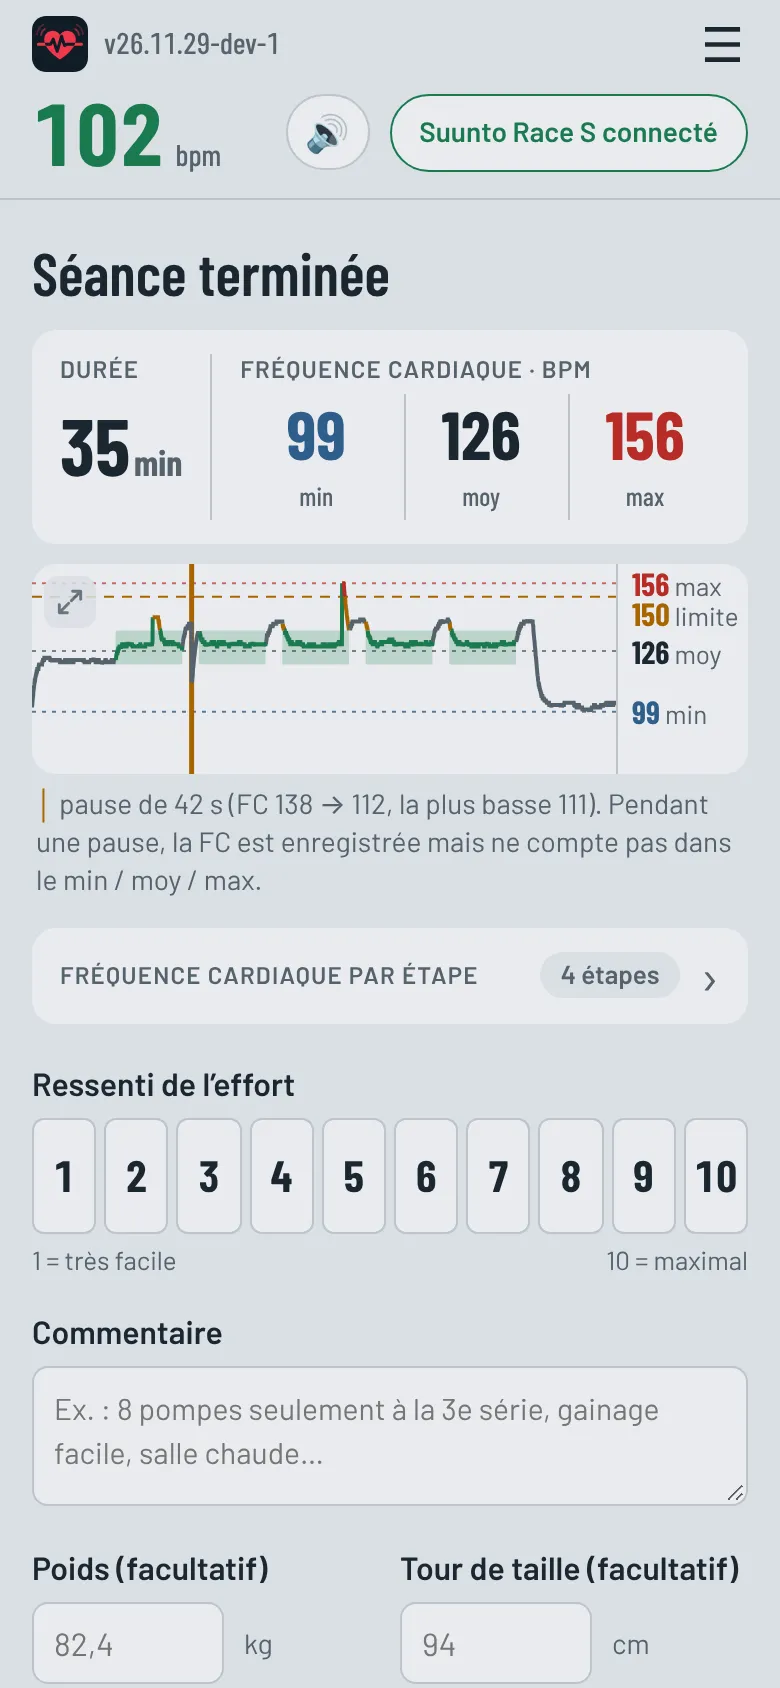 v26.11.29-dev-1
102 bpm
Suunto Race S connecté
Séance terminée
DURÉE
35 min
FRÉQUENCE CARDIAQUE · BPM
99
min
126
moy
156
max
156 max
150 limite
126 moy
99 min
pause de 42 s (FC 138 → 112, la plus basse 111). Pendant
une pause, la FC est enregistrée mais ne compte pas dans
le min / moy / max.
FRÉQUENCE CARDIAQUE PAR ÉTAPE
4 étapes
Ressenti de l’effort
1 2 3 4 5 6 7 8 9 10
1 = très facile
10 = maximal
Commentaire
Ex. : 8 pompes seulement à la 3e série, gainage
facile, salle chaude...
Poids (facultatif)
82,4 kg
Tour de taille (facultatif)
94 cm